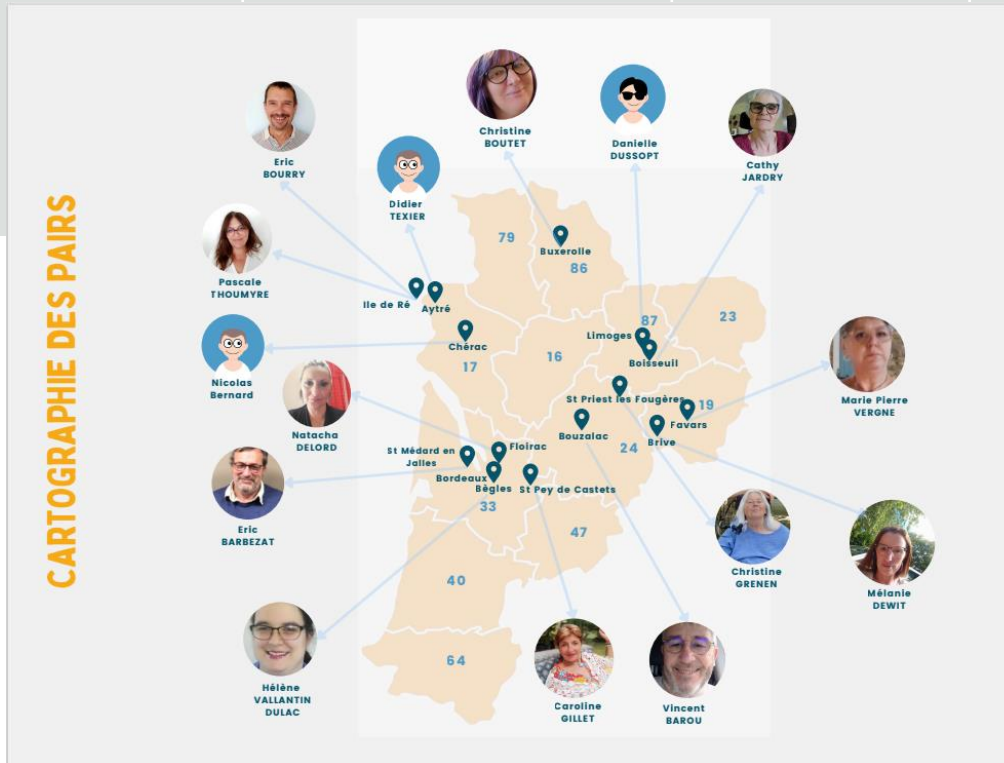 CARTOGRAPHIE DES PAIRS
Eric
BOURRY
Christine
BOUTET
Danielle
DUSSOPT
Cathy
JARDRY
Didier
TEXIER
Pascale
THOUMYRE
Nicolas
Bernard
Natacha
DELORD
Eric
BARBEZAT
Hélène
VALLANTIN
DULAC
Caroline
GILLET
Vincent
BAROU
Christine
GRENEN
Mélanie
DEWIT
Marie Pierre
VERGNE
79
Buxerolle
86
Ile de Ré
Aytré
Chérac
17
16
Limoges
87
Boisseuil
23
St Priest les Fougères
19
Favars
Brive
Bouzalac
24
St Médard en
Jalles
Floirac
Bordeaux
Bègles
St Pey de Castets
33
47
40
64